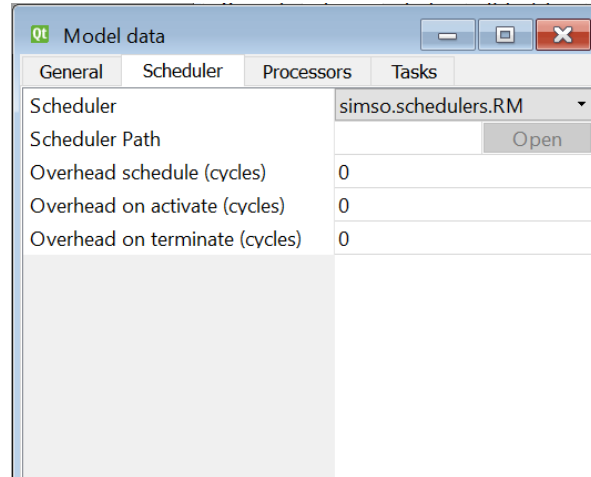 Qt Model data
General Scheduler Processors Tasks
Scheduler simso.schedulers.RM
Scheduler Path Open
Overhead schedule (cycles) 0
Overhead on activate (cycles) 0
Overhead on terminate (cycles) 0